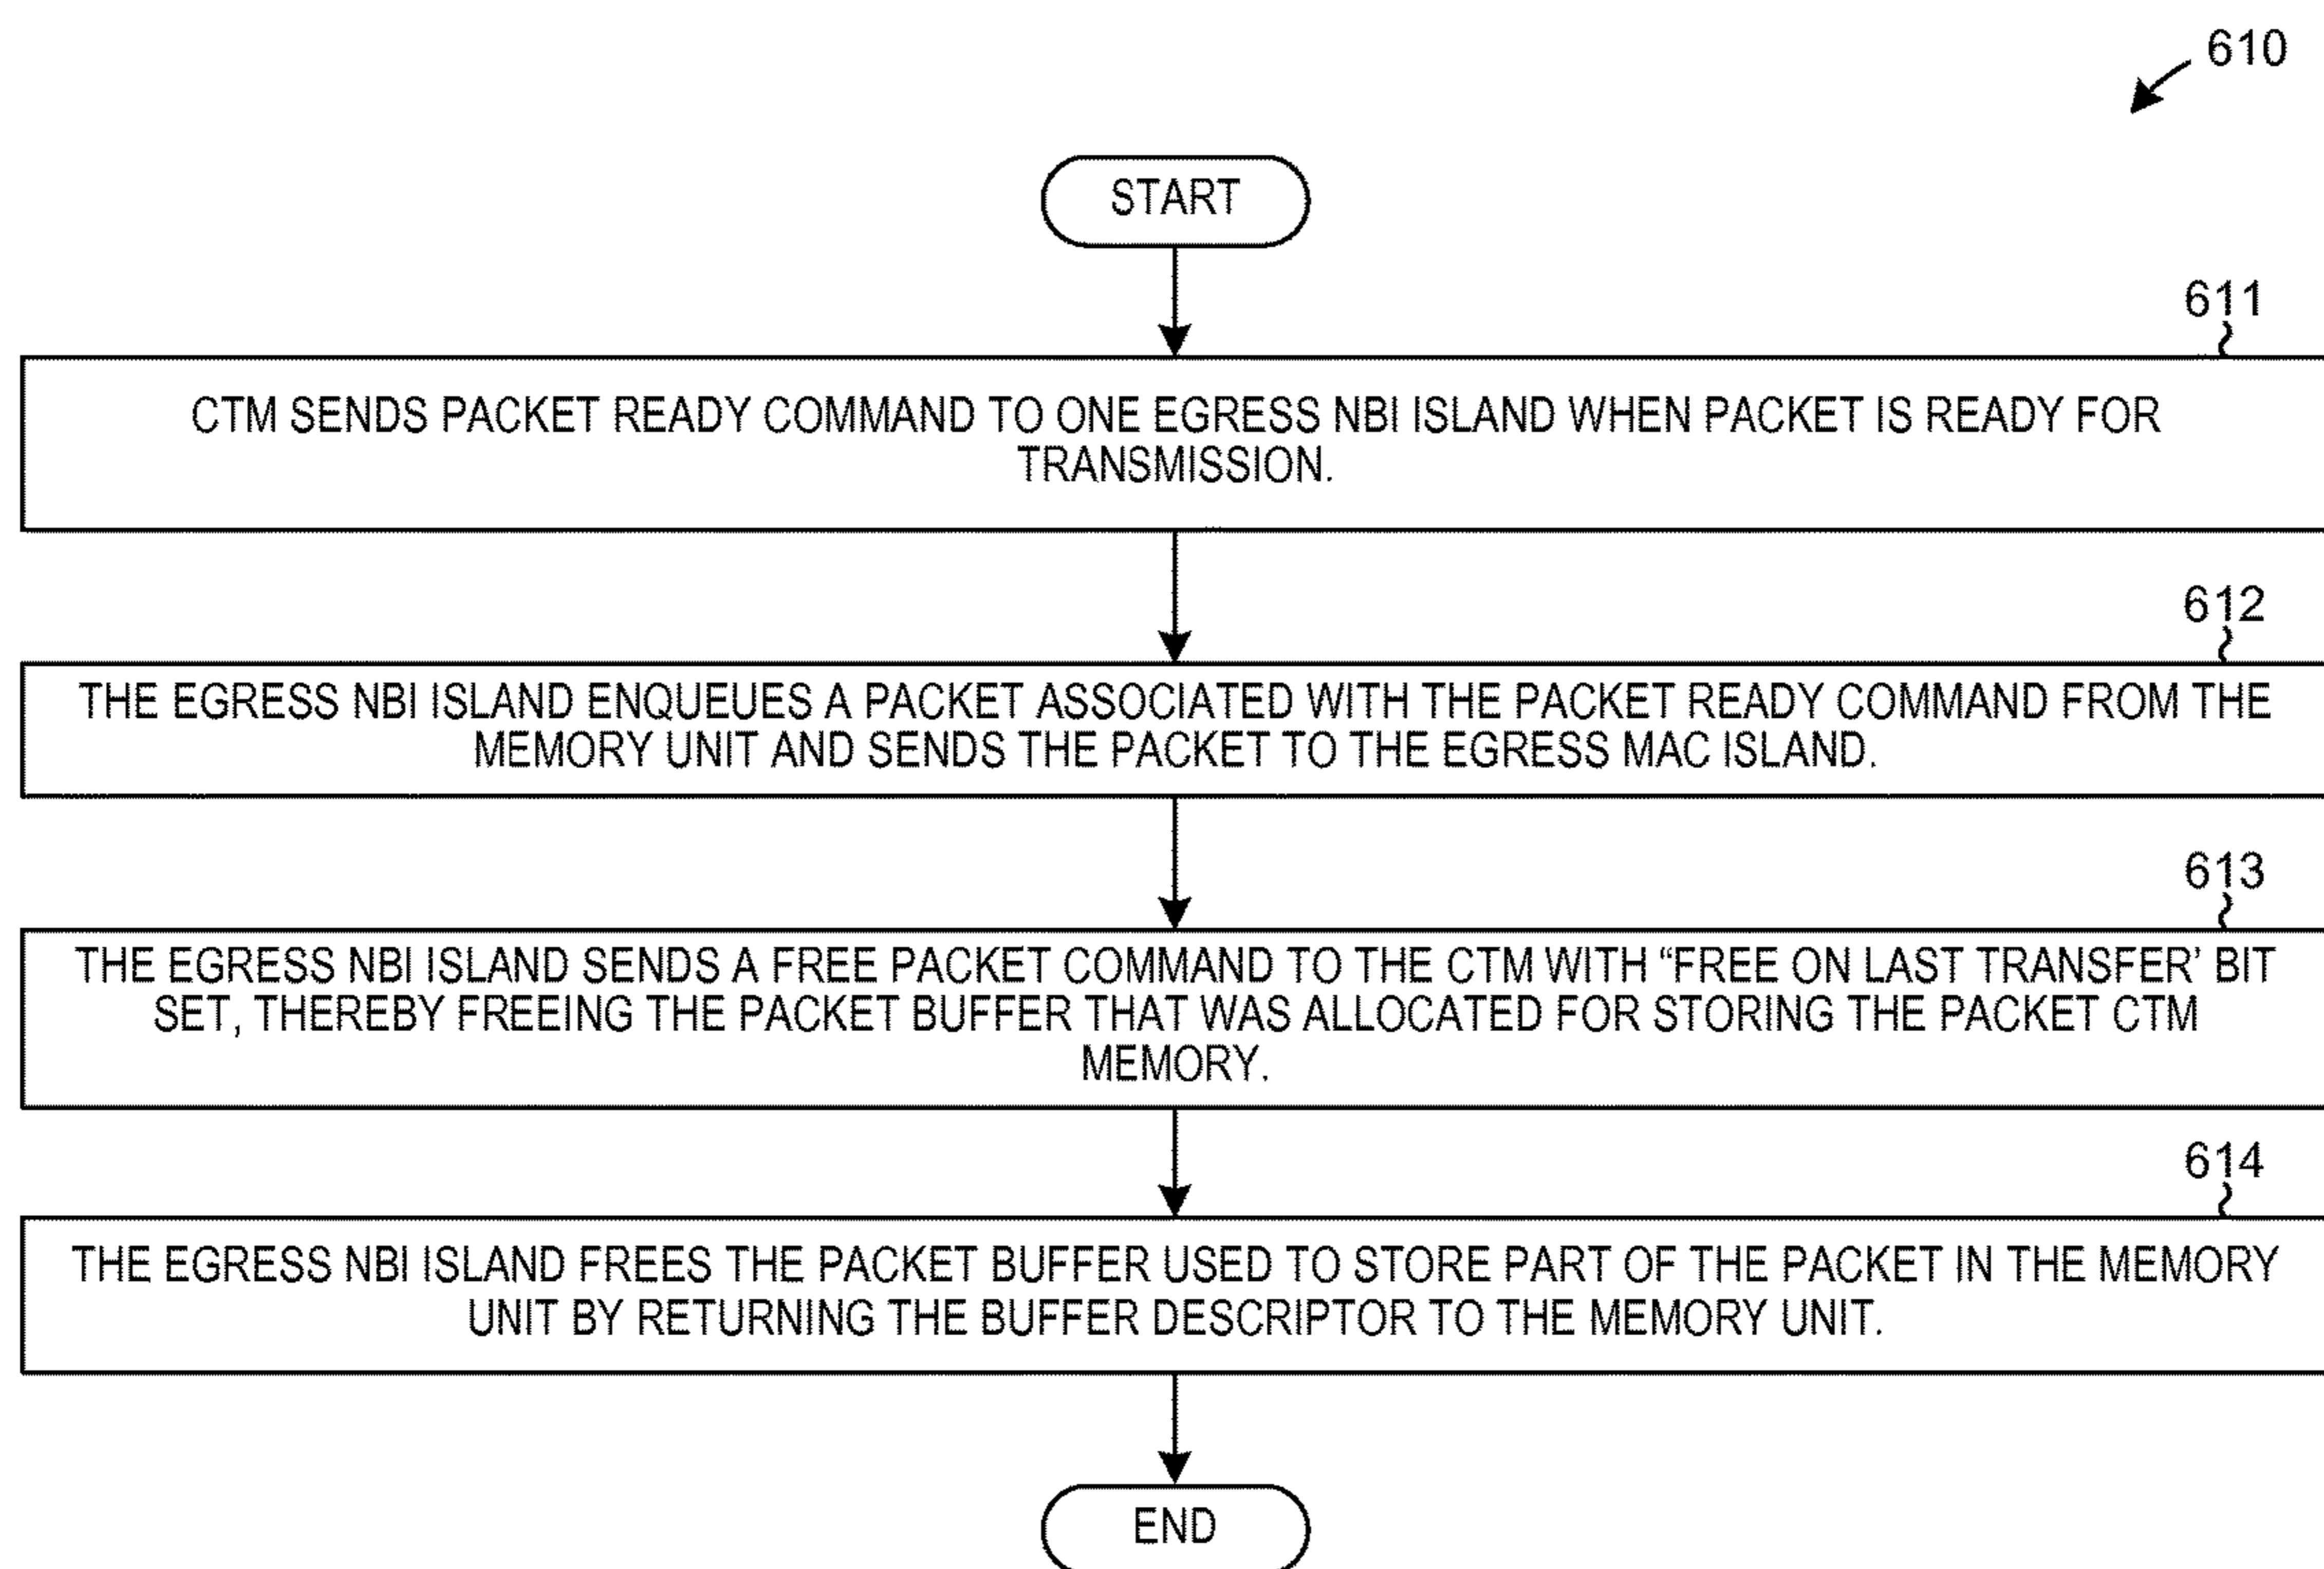 610
START
611
CTM SENDS PACKET READY COMMAND TO ONE EGRESS NBI ISLAND WHEN PACKET IS READY FOR
TRANSMISSION.
612
THE EGRESS NBI ISLAND ENQUEUES A PACKET ASSOCIATED WITH THE PACKET READY COMMAND FROM THE
MEMORY UNIT AND SENDS THE PACKET TO THE EGRESS MAC ISLAND.
613
THE EGRESS NBI ISLAND SENDS A FREE PACKET COMMAND TO THE CTM WITH “FREE ON LAST TRANSFER’ BIT
SET, THEREBY FREEING THE PACKET BUFFER THAT WAS ALLOCATED FOR STORING THE PACKET CTM
MEMORY.
614
THE EGRESS NBI ISLAND FREES THE PACKET BUFFER USED TO STORE PART OF THE PACKET IN THE MEMORY
UNIT BY RETURNING THE BUFFER DESCRIPTOR TO THE MEMORY UNIT.
END